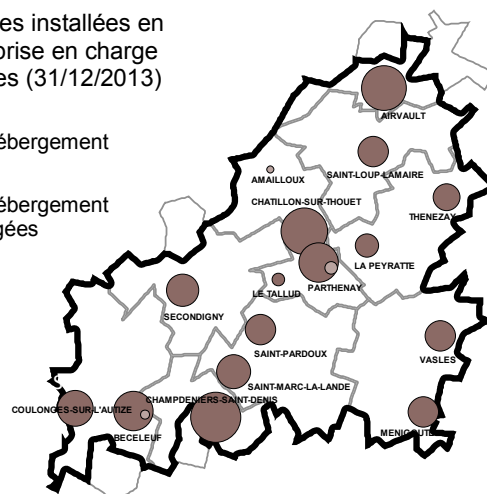 es installées en
prise en charge
es (31/12/2013)
ébergement
ébergement
gées
AIRVAULT
AMAILLOUX
SAINT-LOUP-LAMAIRE
CHATILLON-SUR-THOUET
THENEZAY
LA PEYRATTE
LE TALLUD
PARTHENAY
SECONDIGNY
SAINT-PARDOUX
VASLES
SAINT-MARC-LA-LANDE
CHAMPDENIERS-SAINT-DENIS
COULONGES-SUR-L'AUTIZE
MENIGOUTE
BECELEUF